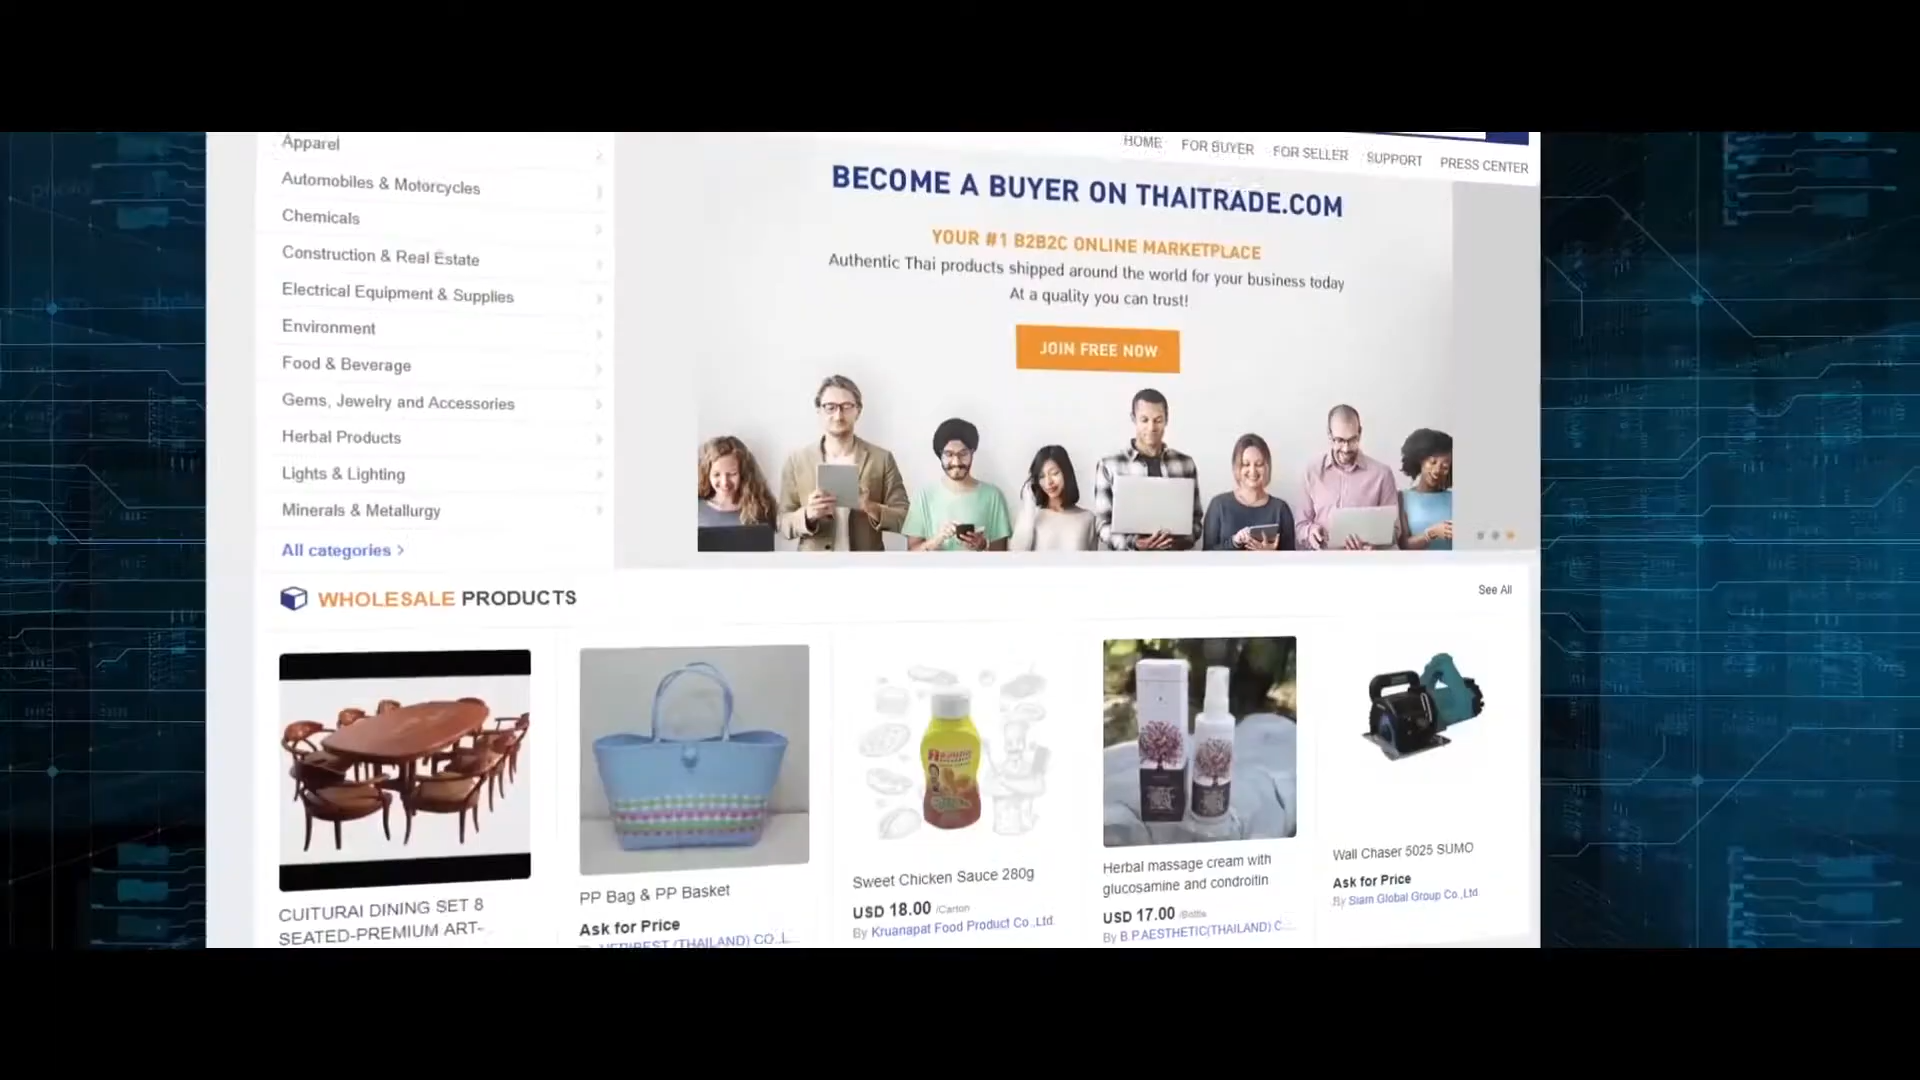 HOME FOR BUYER FOR SELLER SUPPORT PRESS CENTER
Apparel
Automobiles & Motorcycles
Chemicals
Construction & Real Estate
Electrical Equipment & Supplies
Environment
Food & Beverage
Gems, Jewelry and Accessories
Herbal Products
Lights & Lighting
Minerals & Metallurgy
All categories >
BECOME A BUYER ON THAITRADE.COM
YOUR #1 B2B2C ONLINE MARKETPLACE
Authentic Thai products shipped around the world for your business today
At a quality you can trust!
JOIN FREE NOW
WHOLESALE PRODUCTS
See All
CUITURAI DINING SET 8
SEATED-PREMIUM ART-
PP Bag & PP Basket
Ask for Price
VERIBEST (THAILAND) CO.,L...
Sweet Chicken Sauce 280g
USD 18.00 /Carton
By Kruanapat Food Product Co.,Ltd.
Herbal massage cream with
glucosamine and condroitin
USD 17.00 /Bottle
By B.P.AESTHETIC(THAILAND) C...
Wall Chaser 5025 SUMO
Ask for Price
By Siam Global Group Co.,Ltd.